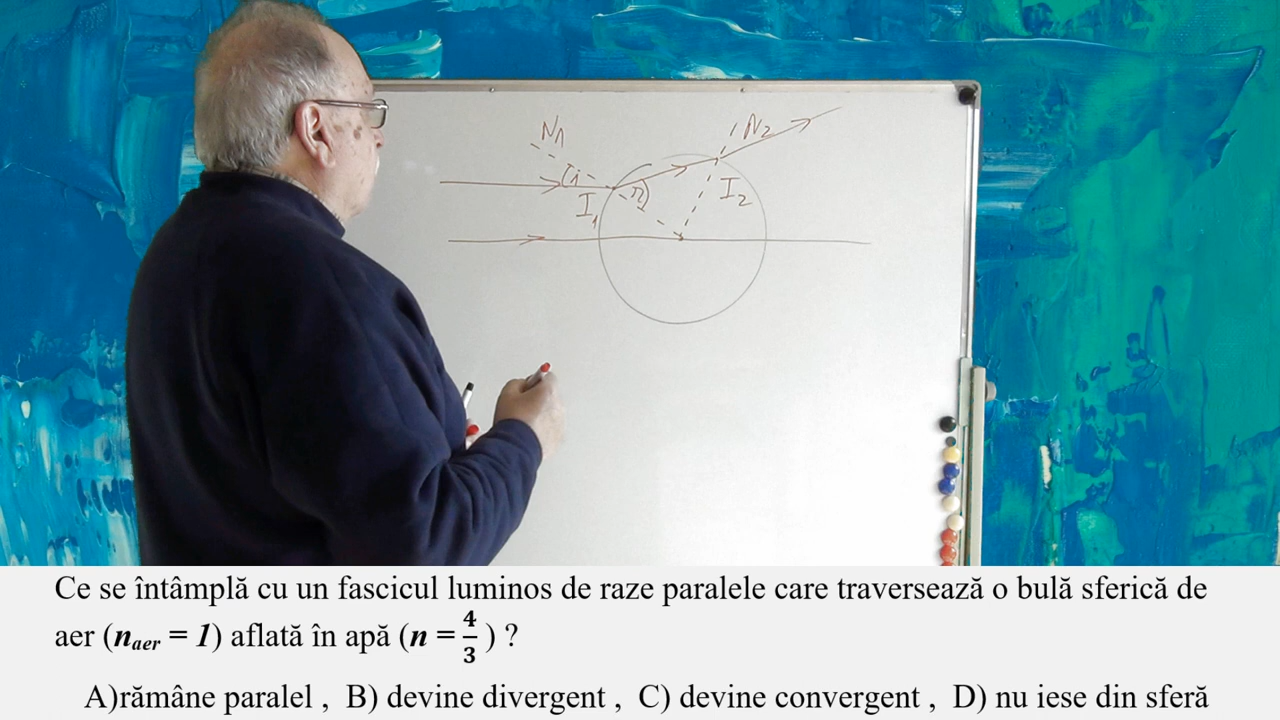 N1
N2
i
r
I1
I2
Ce se întâmplă cu un fascicul luminos de raze paralele care traversează o bulă sferică de
aer (n_aer = 1) aflată în apă (n = 4/3) ?
A)rămâne paralel , B) devine divergent , C) devine convergent , D) nu iese din sferă